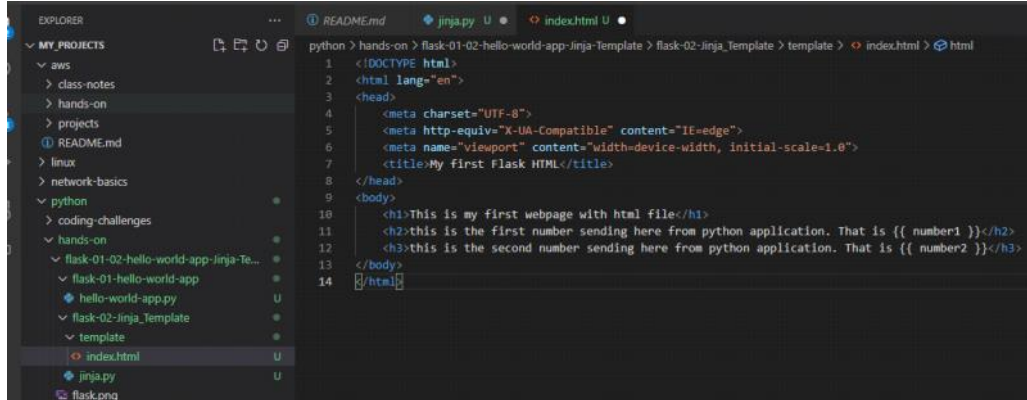 EXPLORER
MY_PROJECTS
aws
class-notes
hands-on
projects
README.md
linux
network-basics
python
coding-challenges
hands-on
flask-01-02-hello-world-app-Jinja-Te...
flask-01-hello-world-app
hello-world-app.py U
flask-02-Jinja_Template
template
index.html U
jinja.py U
flask.png
README.md jinja.py U index.html U
python > hands-on > flask-01-02-hello-world-app-Jinja-Template > flask-02-Jinja_Template > template > index.html > html
1 <!DOCTYPE html>
2 <html lang="en">
3 <head>
4 <meta charset="UTF-8">
5 <meta http-equiv="X-UA-Compatible" content="IE=edge">
6 <meta name="viewport" content="width=device-width, initial-scale=1.0">
7 <title>My first Flask HTML</title>
8 </head>
9 <body>
10 <h1>This is my first webpage with html file</h1>
11 <h2>this is the first number sending here from python application. That is {{ number1 }}</h2>
12 <h3>this is the second number sending here from python application. That is {{ number2 }}</h3>
13 </body>
14 </html>